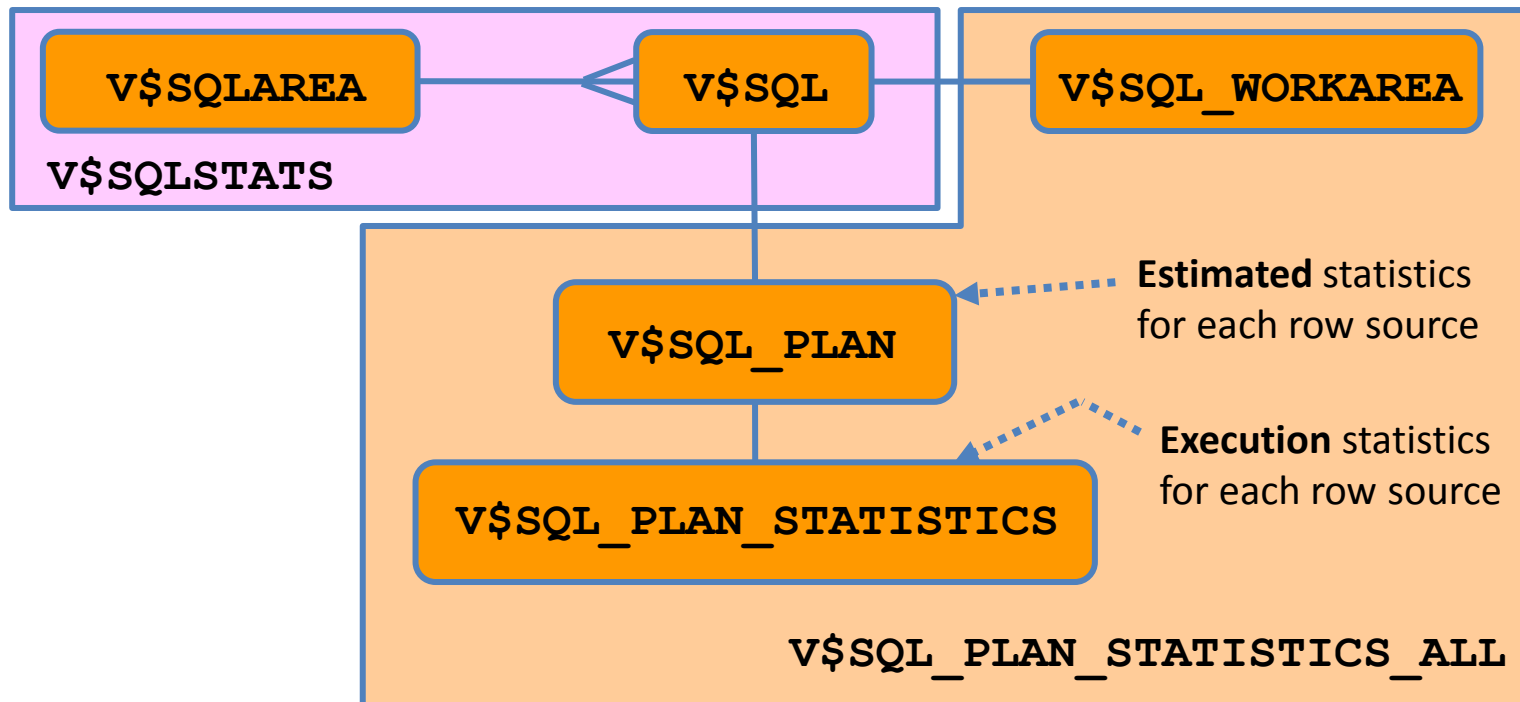 V$SQLAREA
V$SQL
V$SQL_WORKAREA
V$SQLSTATS
Estimated statistics
for each row source
V$SQL_PLAN
Execution statistics
for each row source
V$SQL_PLAN_STATISTICS
V$SQL_PLAN_STATISTICS_ALL